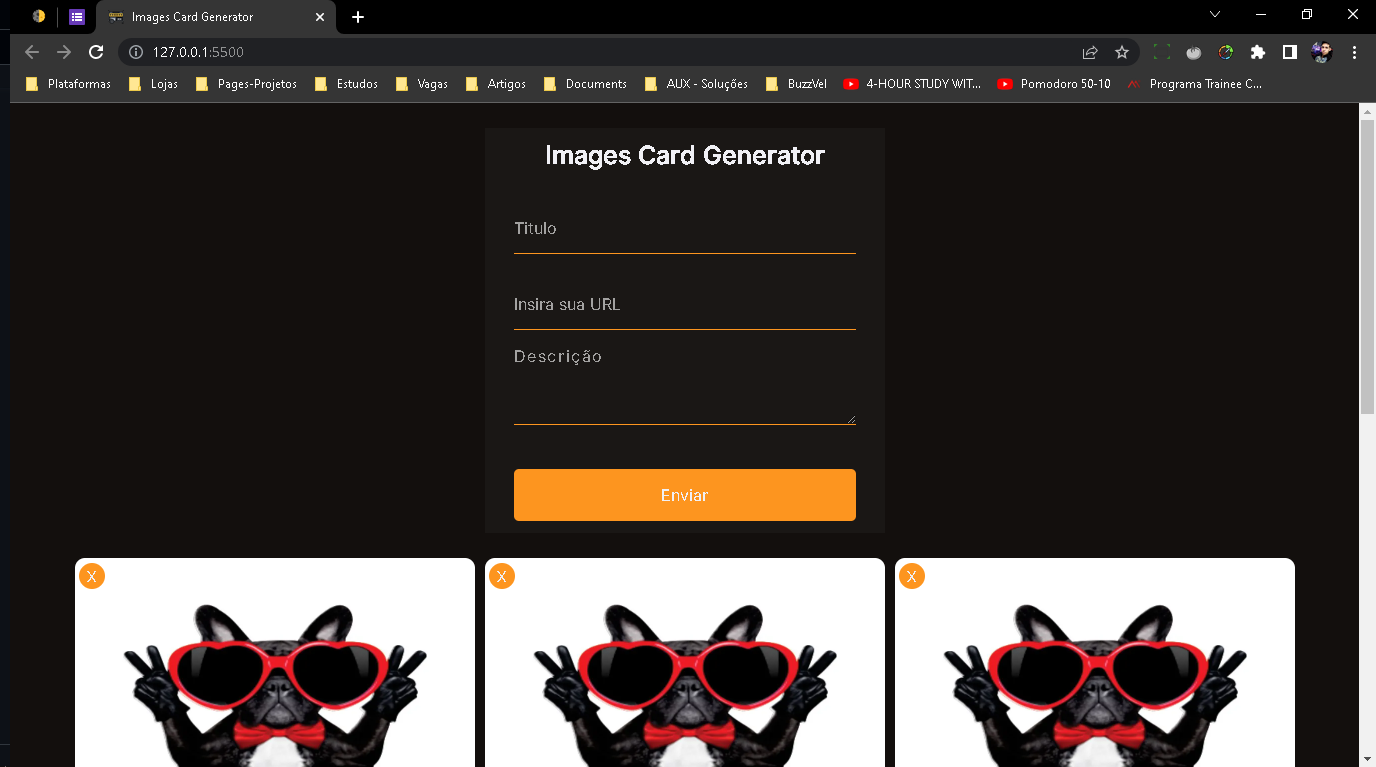 Images Card Generator
127.0.0.1:5500
Plataformas Lojas Pages-Projetos Estudos Vagas Artigos Documents AUX - Soluções BuzzVel 4-HOUR STUDY WIT... Pomodoro 50-10 Programa Trainee C...
Images Card Generator
Titulo
Insira sua URL
Descrição
Enviar
X X X